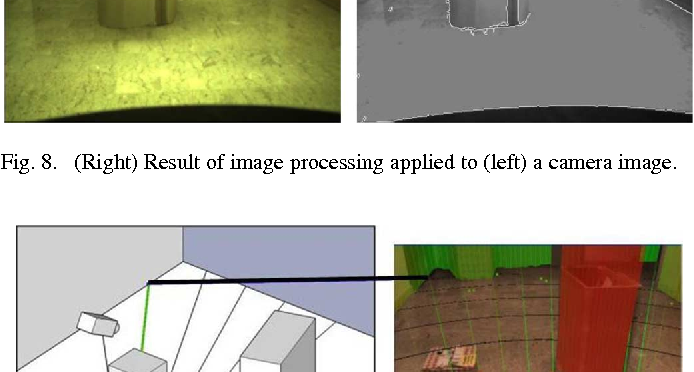 Fig. 8. (Right) Result of image processing applied to (left) a camera image.